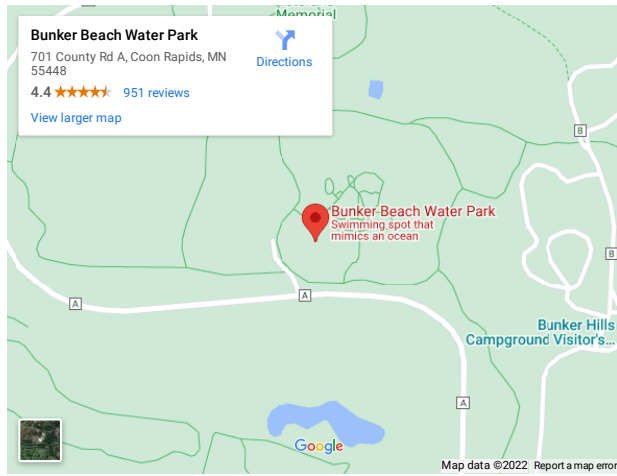 Memorial
Bunker Beach Water Park
701 County Rd A, Coon Rapids, MN
55448
4.4
951 reviews
Directions
View larger map
B
Bunker Beach Water Park
Swimming spot that
mimics an ocean
B
A
A
Bunker Hills
Campground Visitor's...
A
Google
Map data ©2022 Report a map error